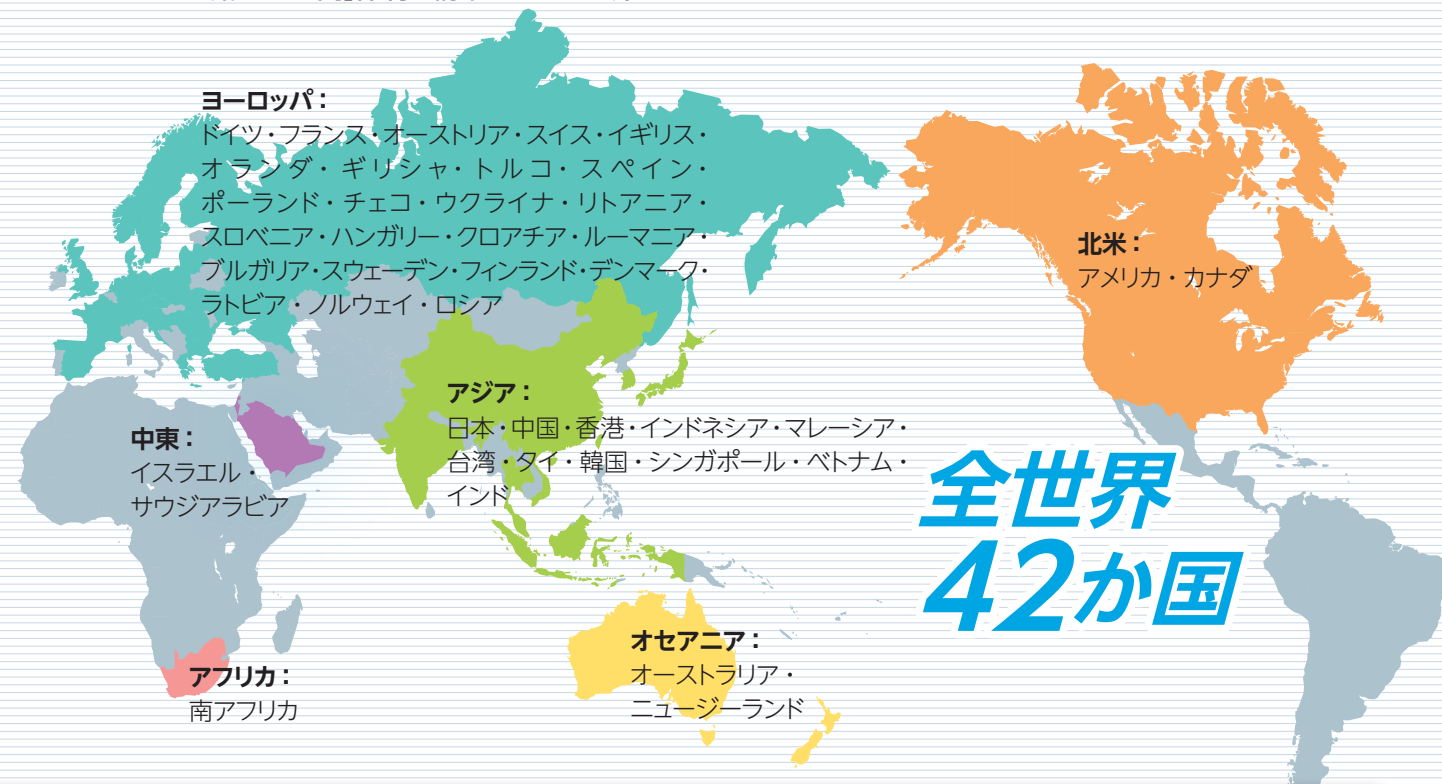 ヨーロッパ：
ドイツ・フランス・オーストリア・スイス・イギリス・
オランダ・ギリシャ・トルコ・スペイン・
ポーランド・チェコ・ウクライナ・リトアニア・
スロベニア・ハンガリー・クロアチア・ルーマニア・
ブルガリア・スウェーデン・フィンランド・デンマーク・
ラトビア・ノルウェイ・ロシア
北米：
アメリカ・カナダ
アジア：
日本・中国・香港・インドネシア・マレーシア・
台湾・タイ・韓国・シンガポール・ベトナム・
インド
中東：
イスラエル・
サウジアラビア
全世界
42か国
オセアニア：
オーストラリア・
ニュージーランド
アフリカ：
南アフリカ